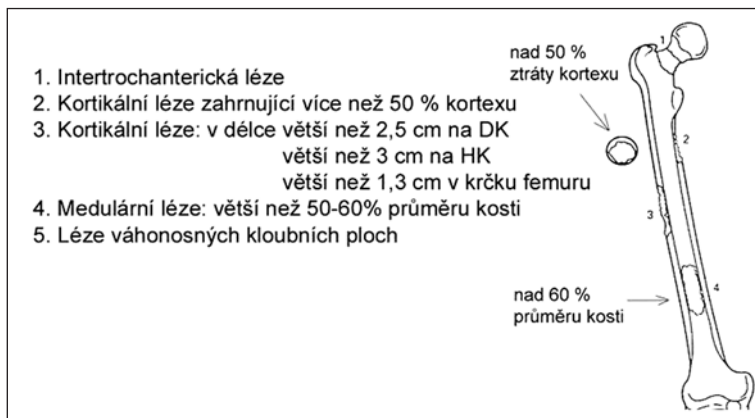 1. Intertrochanterická léze
2. Kortikální léze zahrnující více než 50 % kortexu
3. Kortikální léze: v délce větší než 2,5 cm na DK
větší než 3 cm na HK
větší než 1,3 cm v krčku femuru
4. Medulární léze: větší než 50-60% průměru kosti
5. Léze váhonosných kloubních ploch
nad 50 %
ztráty kortexu
1
2
3
4
nad 60 %
průměru kosti